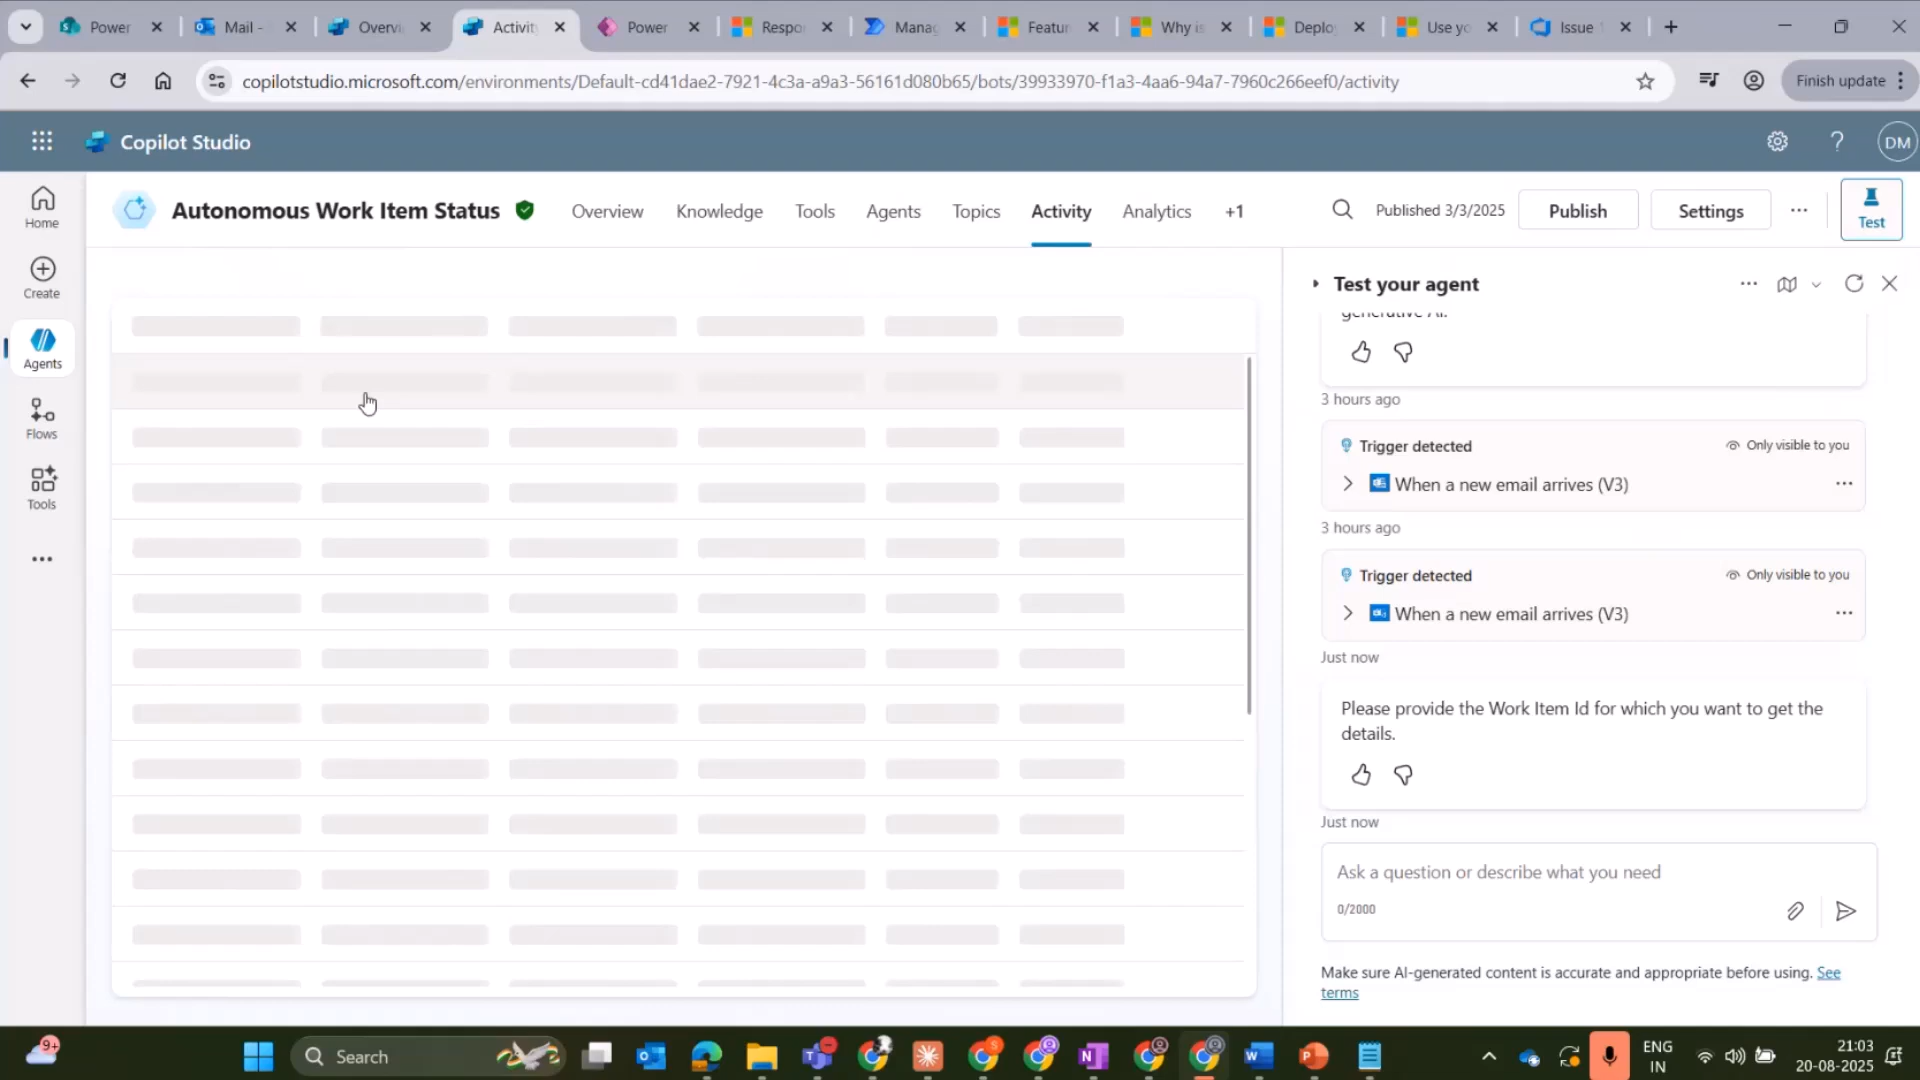 Power
Mail -
Overvi
Activity
Power
Respo
Manag
Featur
Why is
Deplo
Use yo
Issue
copilotstudio.microsoft.com/environments/Default-cd41dae2-7921-4c3a-a9a3-56161d080b65/bots/39933970-f1a3-4aa6-94a7-7960c266eef0/activity
Finish update
Copilot Studio
DM
Home
Create
Agents
Flows
Tools
Autonomous Work Item Status
Overview
Knowledge
Tools
Agents
Topics
Activity
Analytics
+1
Published 3/3/2025
Publish
Settings
Test
Test your agent
generative AI.
3 hours ago
Trigger detected
Only visible to you
When a new email arrives (V3)
3 hours ago
Trigger detected
Only visible to you
When a new email arrives (V3)
Just now
Please provide the Work Item Id for which you want to get the
details.
Just now
Ask a question or describe what you need
0/2000
Make sure AI-generated content is accurate and appropriate before using. See
terms
9+
Search
ENG
IN
21:03
20-08-2025